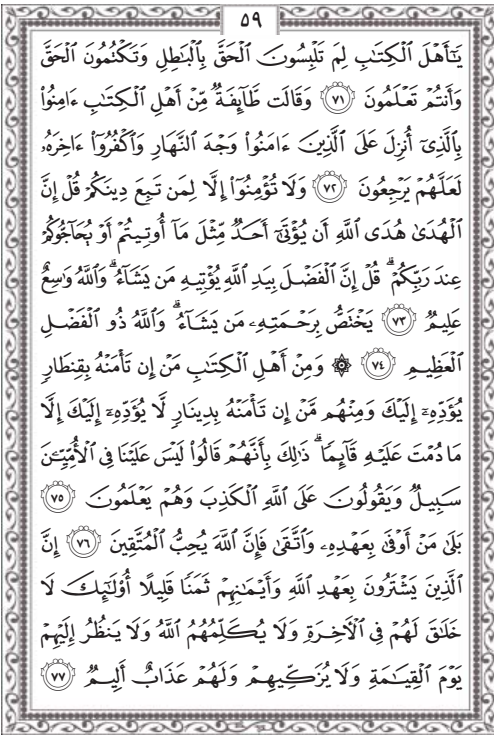 ٥٩
يَـٰٓأَهْلَ ٱلْكِتَـٰبِ لِمَ تَلْبِسُونَ ٱلْحَقَّ بِٱلْبَـٰطِلِ وَتَكْتُمُونَ ٱلْحَقَّ
وَأَنتُمْ تَعْلَمُونَ ﴿٧١﴾ وَقَالَت طَّآئِفَةٌ مِّنْ أَهْلِ ٱلْكِتَـٰبِ ءَامِنُوا۟
بِٱلَّذِىٓ أُنزِلَ عَلَى ٱلَّذِينَ ءَامَنُوا۟ وَجْهَ ٱلنَّهَارِ وَٱكْفُرُوٓا۟ ءَاخِرَهُۥ
لَعَلَّهُمْ يَرْجِعُونَ ﴿٧٢﴾ وَلَا تُؤْمِنُوٓا۟ إِلَّا لِمَن تَبِعَ دِينَكُمْ قُلْ إِنَّ
ٱلْهُدَىٰ هُدَى ٱللَّهِ أَن يُؤْتَىٰٓ أَحَدٌ مِّثْلَ مَآ أُوتِيتُمْ أَوْ يُحَآجُّوكُمْ
عِندَ رَبِّكُمْ ۗ قُلْ إِنَّ ٱلْفَضْلَ بِيَدِ ٱللَّهِ يُؤْتِيهِ مَن يَشَآءُ ۗ وَٱللَّهُ وَٰسِعٌ
عَلِيمٌ ﴿٧٣﴾ يَخْتَصُّ بِرَحْمَتِهِۦ مَن يَشَآءُ ۗ وَٱللَّهُ ذُو ٱلْفَضْلِ
ٱلْعَظِيمِ ﴿٧٤﴾ ۞ وَمِنْ أَهْلِ ٱلْكِتَـٰبِ مَنْ إِن تَأْمَنْهُ بِقِنطَارٍ
يُؤَدِّهِۦٓ إِلَيْكَ وَمِنْهُم مَّنْ إِن تَأْمَنْهُ بِدِينَارٍ لَّا يُؤَدِّهِۦٓ إِلَيْكَ إِلَّا
مَا دُمْتَ عَلَيْهِ قَآئِمًا ۗ ذَٰلِكَ بِأَنَّهُمْ قَالُوا۟ لَيْسَ عَلَيْنَا فِى ٱلْأُمِّيِّـۧنَ
سَبِيلٌ وَيَقُولُونَ عَلَى ٱللَّهِ ٱلْكَذِبَ وَهُمْ يَعْلَمُونَ ﴿٧٥﴾
بَلَىٰ مَنْ أَوْفَىٰ بِعَهْدِهِۦ وَٱتَّقَىٰ فَإِنَّ ٱللَّهَ يُحِبُّ ٱلْمُتَّقِينَ ﴿٧٦﴾ إِنَّ
ٱلَّذِينَ يَشْتَرُونَ بِعَهْدِ ٱللَّهِ وَأَيْمَـٰنِهِمْ ثَمَنًا قَلِيلًا أُو۟لَـٰٓئِكَ لَا
خَلَـٰقَ لَهُمْ فِى ٱلْـَٔاخِرَةِ وَلَا يُكَلِّمُهُمُ ٱللَّهُ وَلَا يَنظُرُ إِلَيْهِمْ
يَوْمَ ٱلْقِيَـٰمَةِ وَلَا يُزَكِّيهِمْ وَلَهُمْ عَذَابٌ أَلِيمٌ ﴿٧٧﴾